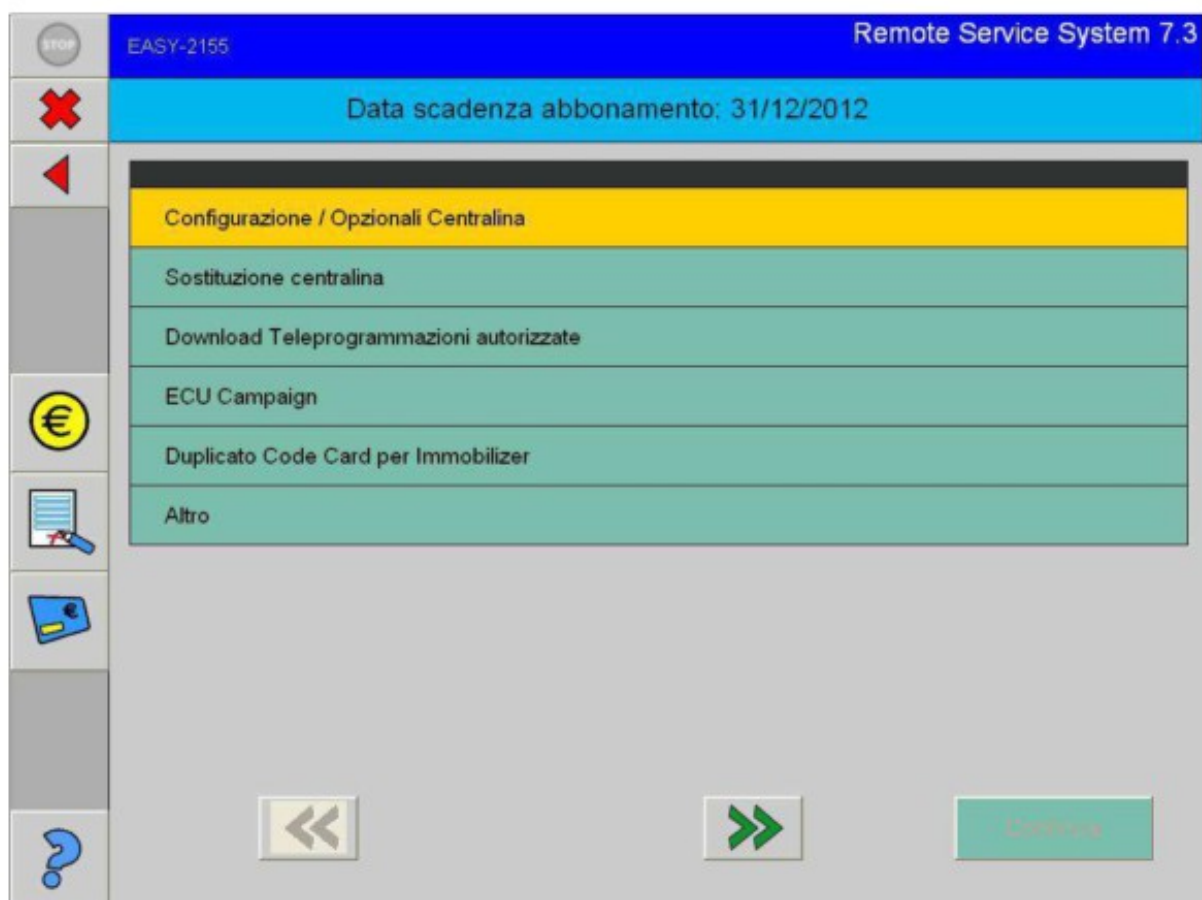 STOP
EASY-2155
Remote Service System 7.3
Data scadenza abbonamento: 31/12/2012
Configurazione / Opzionali Centralina
Sostituzione centralina
Download Teleprogrammazioni autorizzate
ECU Campaign
Duplicato Code Card per Immobilizer
Altro